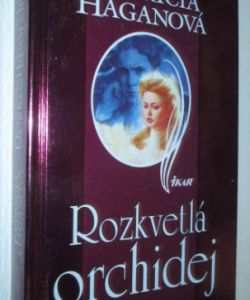 HAGANOVÁ
IKAR
Rozkvetlá
orchidej